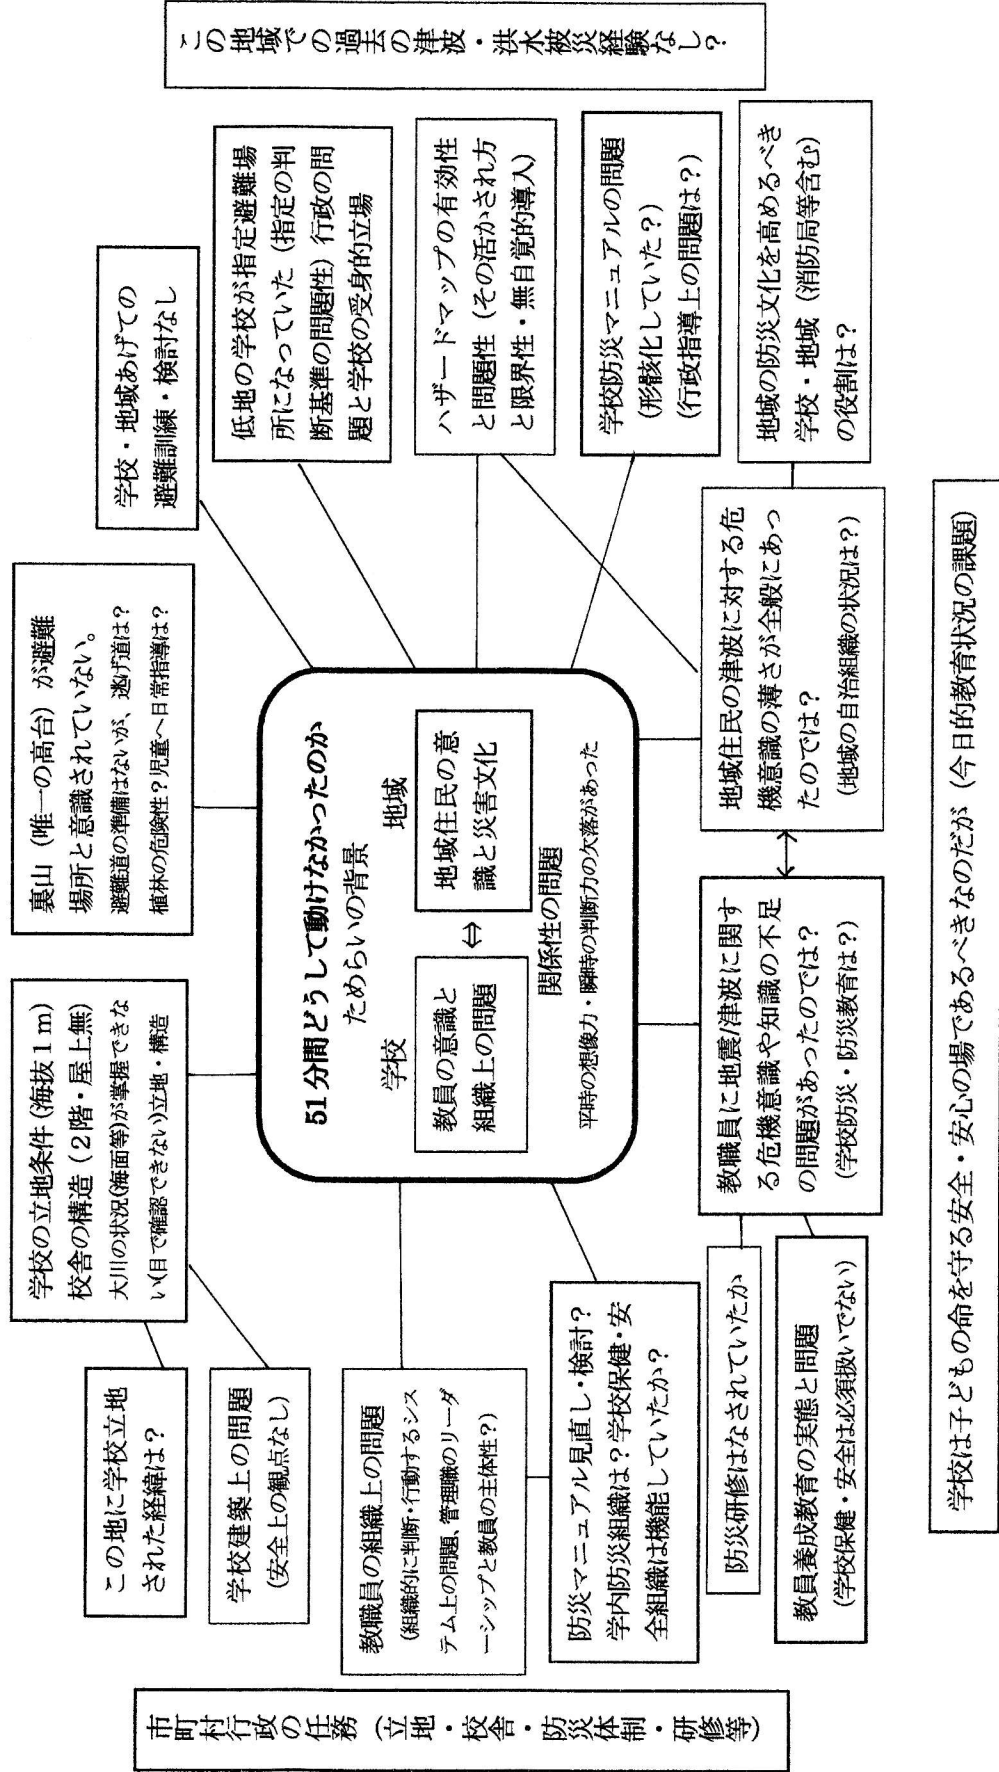 市町村行政の任務（立地・校舎・防災体制・研修等）
この地に学校立地
された経緯は？
学校建築上の問題
（安全上の観点なし）
学校の立地条件（海抜１ｍ）
校舎の構造（２階・屋上無）
大川の状況（海面等）が掌握できな
い（目で確認できない）立地・構造
裏山（唯一の高台）が避難
場所と意識されていない。
避難道の準備はないが、逃げ道は？
植林の危険性？児童へ日常指導は？
学校・地域あげての
避難訓練・検討なし
低地の学校が指定避難場
所になっていた（指定の判
断基準の問題性）行政の問
題と学校の受身的立場
ハザードマップの有効性
と問題性（その活かされ方
と限界性・無自覚的導入）
学校防災マニュアルの問題
（形骸化していた？）
（行政指導上の問題は？）
この地域での過去の津波・洪水被災経験なし？
教職員の組織上の問題
（組織的に判断・行動するシス
テム上の問題、管理職のリーダ
ーシップと教員の主体性？）
51分間どうして動けなかったのか
ためらいの背景
学校　地域
教員の意識と
組織上の問題
⇔
地域住民の意
識と災害文化
関係性の問題
平時の想像力・瞬時の判断力の欠落があった
防災マニュアル見直し・検討？
学内防災組織は？学校保健・安
全組織は機能していたか？
防災研修はなされていたか
教員養成教育の実態と問題
（学校保健・安全は必須扱いでない）
教職員に地震/津波に関す
る危機意識や知識の不足
の問題があったのでは？
（学校防災・防災教育は？）
地域住民の津波に対する危
機意識の薄さが全般にあっ
たのでは？
（地域の自治組織の状況は？）
地域の防災文化を高めるべき
学校・地域（消防局等含む）
の役割は？
学校は子どもの命を守る安全・安心の場であるべきなのだが（今日的教育状況の課題）